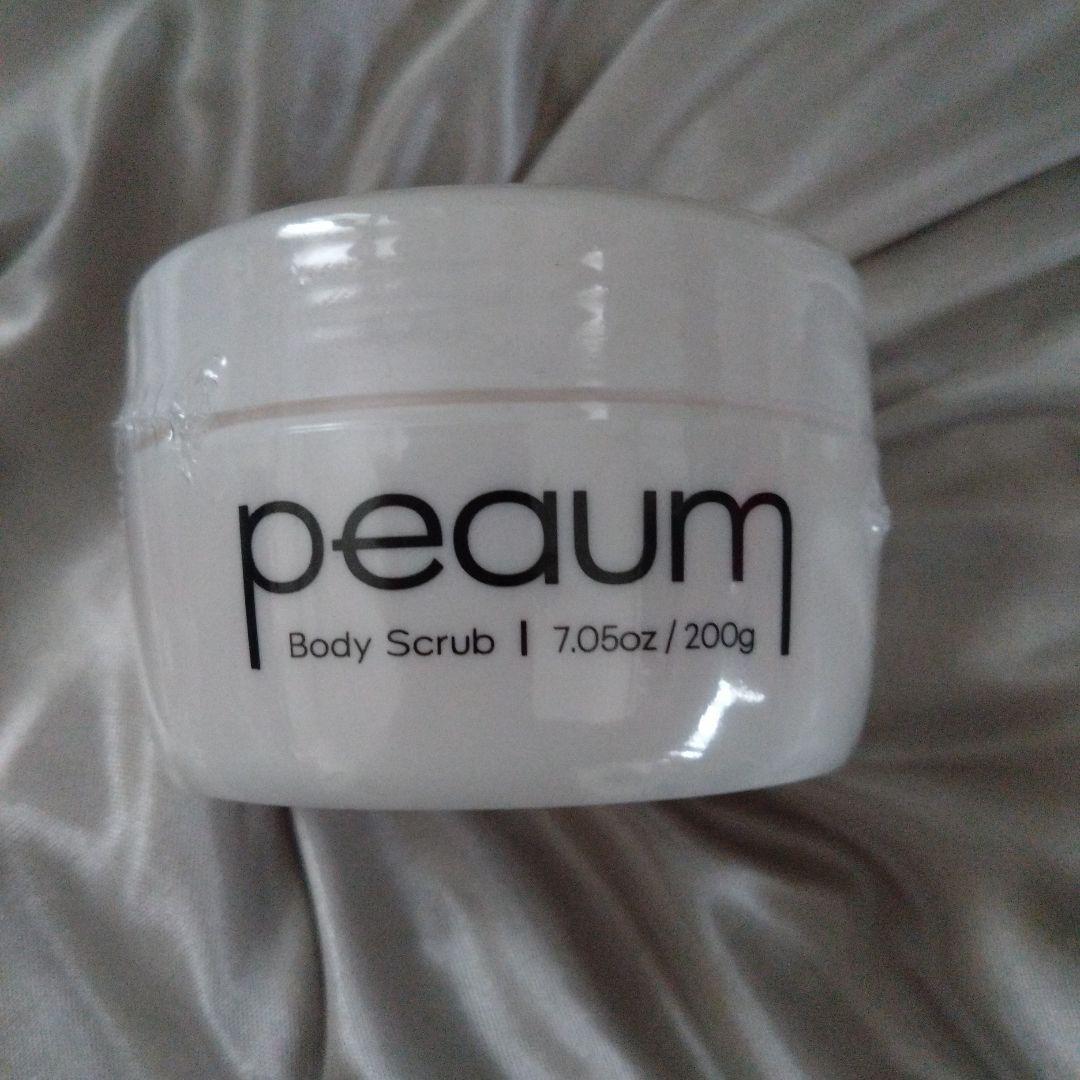 peaum
Body Scrub | 7.05oz / 200g